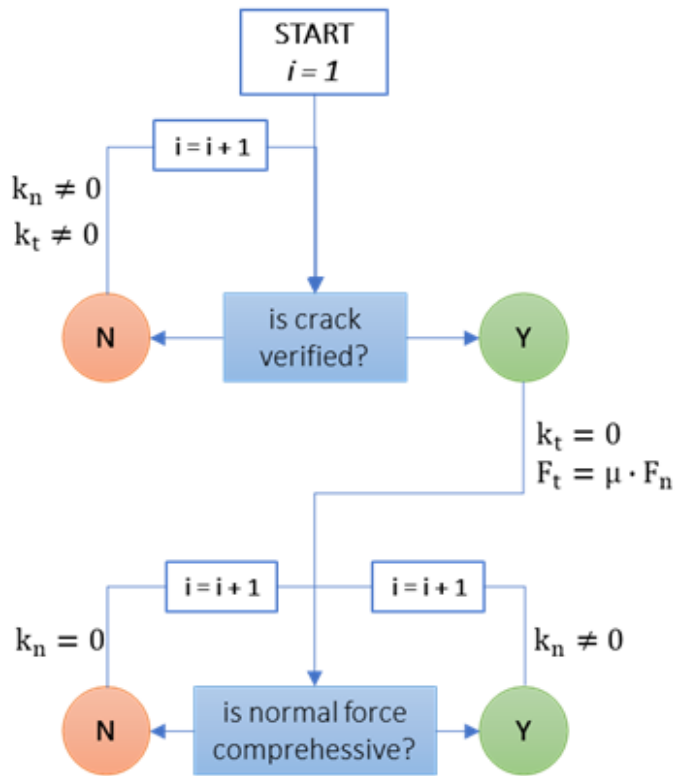 START
i = 1
i = i + 1
kₙ ≠ 0
kₜ ≠ 0
N
is crack
verified?
Y
kₜ = 0
Fₜ = μ · Fₙ
i = i + 1
i = i + 1
kₙ = 0
kₙ ≠ 0
N
is normal force
comprehessive?
Y